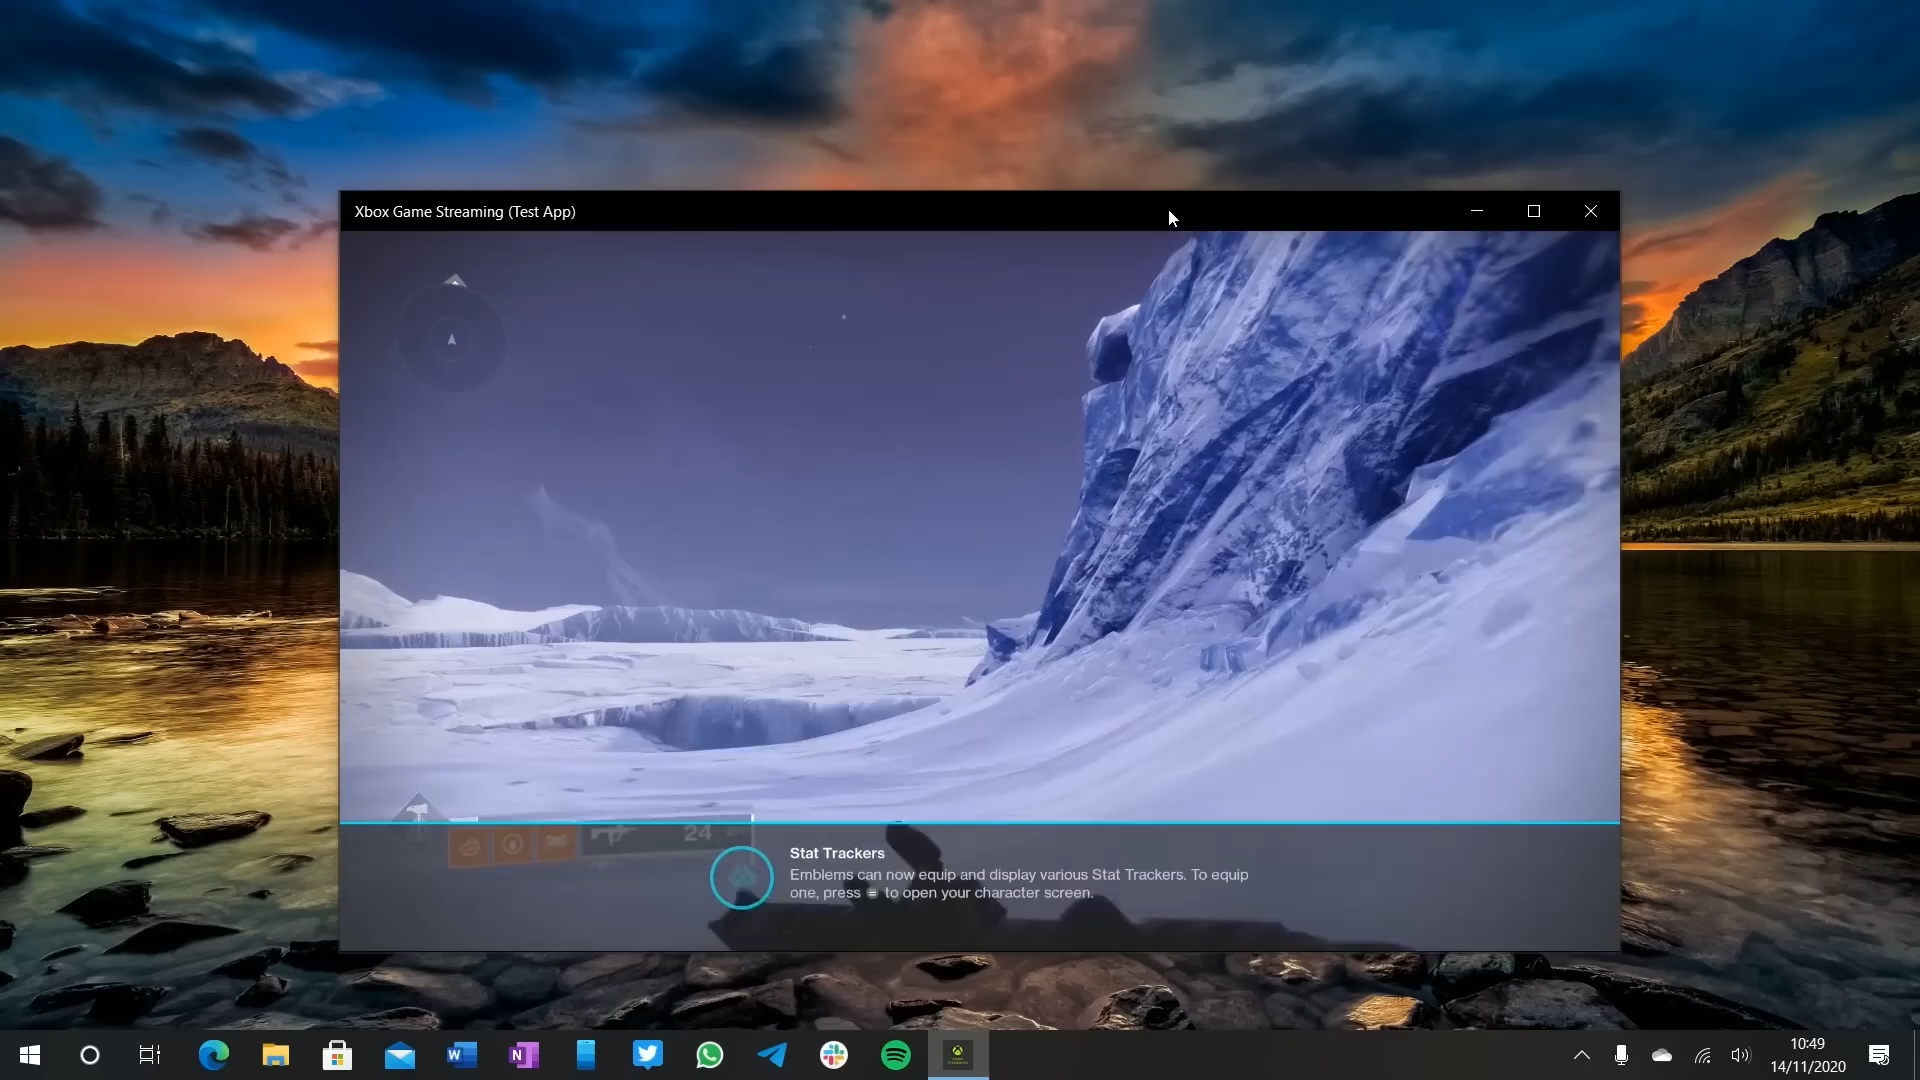 Xbox Game Streaming (Test App)
24
Stat Trackers
Emblems can now equip and display various Stat Trackers. To equip
one, press ≡ to open your character screen.
W
N
10:49
14/11/2020